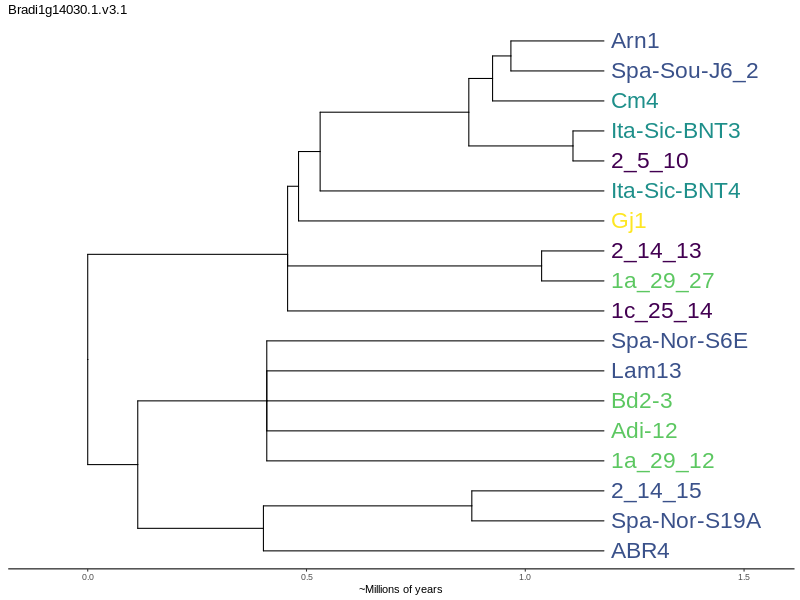 Bradi1g14030.1.v3.1
Arn1
Spa-Sou-J6_2
Cm4
Ita-Sic-BNT3
2_5_10
Ita-Sic-BNT4
Gj1
2_14_13
1a_29_27
1c_25_14
Spa-Nor-S6E
Lam13
Bd2-3
Adi-12
1a_29_12
2_14_15
Spa-Nor-S19A
ABR4
0.0 0.5 1.0 1.5
~Millions of years